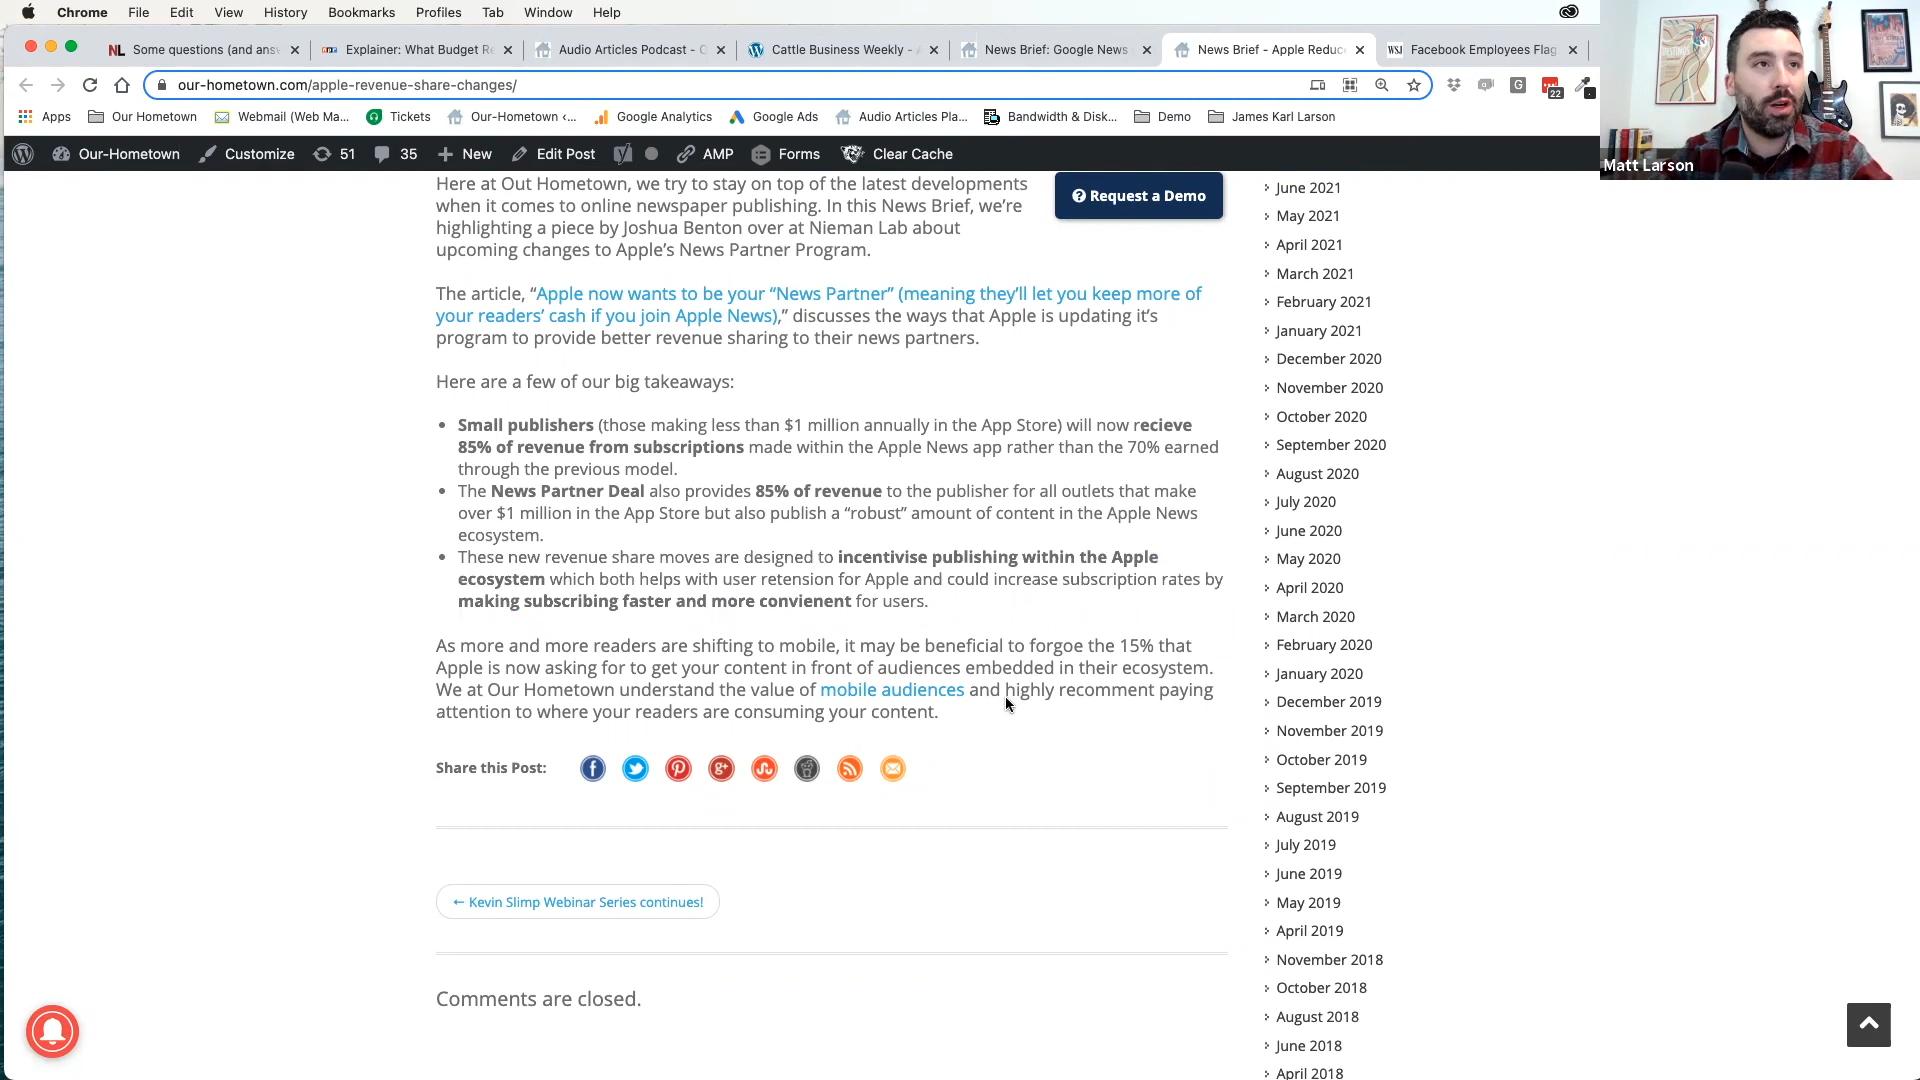 Chrome File Edit View History Bookmarks Profiles Tab Window Help
NL Some questions (and ans Explainer: What Budget Re Audio Articles Podcast - O Cattle Business Weekly - A News Brief: Google News News Brief - Apple Reduc WSJ Facebook Employees Flag
our-hometown.com/apple-revenue-share-changes/
G 22
Apps Our Hometown Webmail (Web Ma... Tickets Our-Hometown <... Google Analytics Google Ads Audio Articles Pla... Bandwidth & Disk... Demo James Karl Larson
Our-Hometown Customize 51 35 New Edit Post AMP Forms Clear Cache
Matt Larson
Here at Out Hometown, we try to stay on top of the latest developments
when it comes to online newspaper publishing. In this News Brief, we're
highlighting a piece by Joshua Benton over at Nieman Lab about
upcoming changes to Apple's News Partner Program.
Request a Demo
The article, “Apple now wants to be your “News Partner” (meaning they'll let you keep more of
your readers' cash if you join Apple News),” discusses the ways that Apple is updating it's
program to provide better revenue sharing to their news partners.
Here are a few of our big takeaways:
• Small publishers (those making less than $1 million annually in the App Store) will now recieve
85% of revenue from subscriptions made within the Apple News app rather than the 70% earned
through the previous model.
• The News Partner Deal also provides 85% of revenue to the publisher for all outlets that make
over $1 million in the App Store but also publish a “robust” amount of content in the Apple News
ecosystem.
• These new revenue share moves are designed to incentivise publishing within the Apple
ecosystem which both helps with user retension for Apple and could increase subscription rates by
making subscribing faster and more convienent for users.
As more and more readers are shifting to mobile, it may be beneficial to forgoe the 15% that
Apple is now asking for to get your content in front of audiences embedded in their ecosystem.
We at Our Hometown understand the value of mobile audiences and highly recomment paying
attention to where your readers are consuming your content.
Share this Post:
← Kevin Slimp Webinar Series continues!
Comments are closed.
June 2021
May 2021
April 2021
March 2021
February 2021
January 2021
December 2020
November 2020
October 2020
September 2020
August 2020
July 2020
June 2020
May 2020
April 2020
March 2020
February 2020
January 2020
December 2019
November 2019
October 2019
September 2019
August 2019
July 2019
June 2019
May 2019
April 2019
November 2018
October 2018
August 2018
June 2018
April 2018